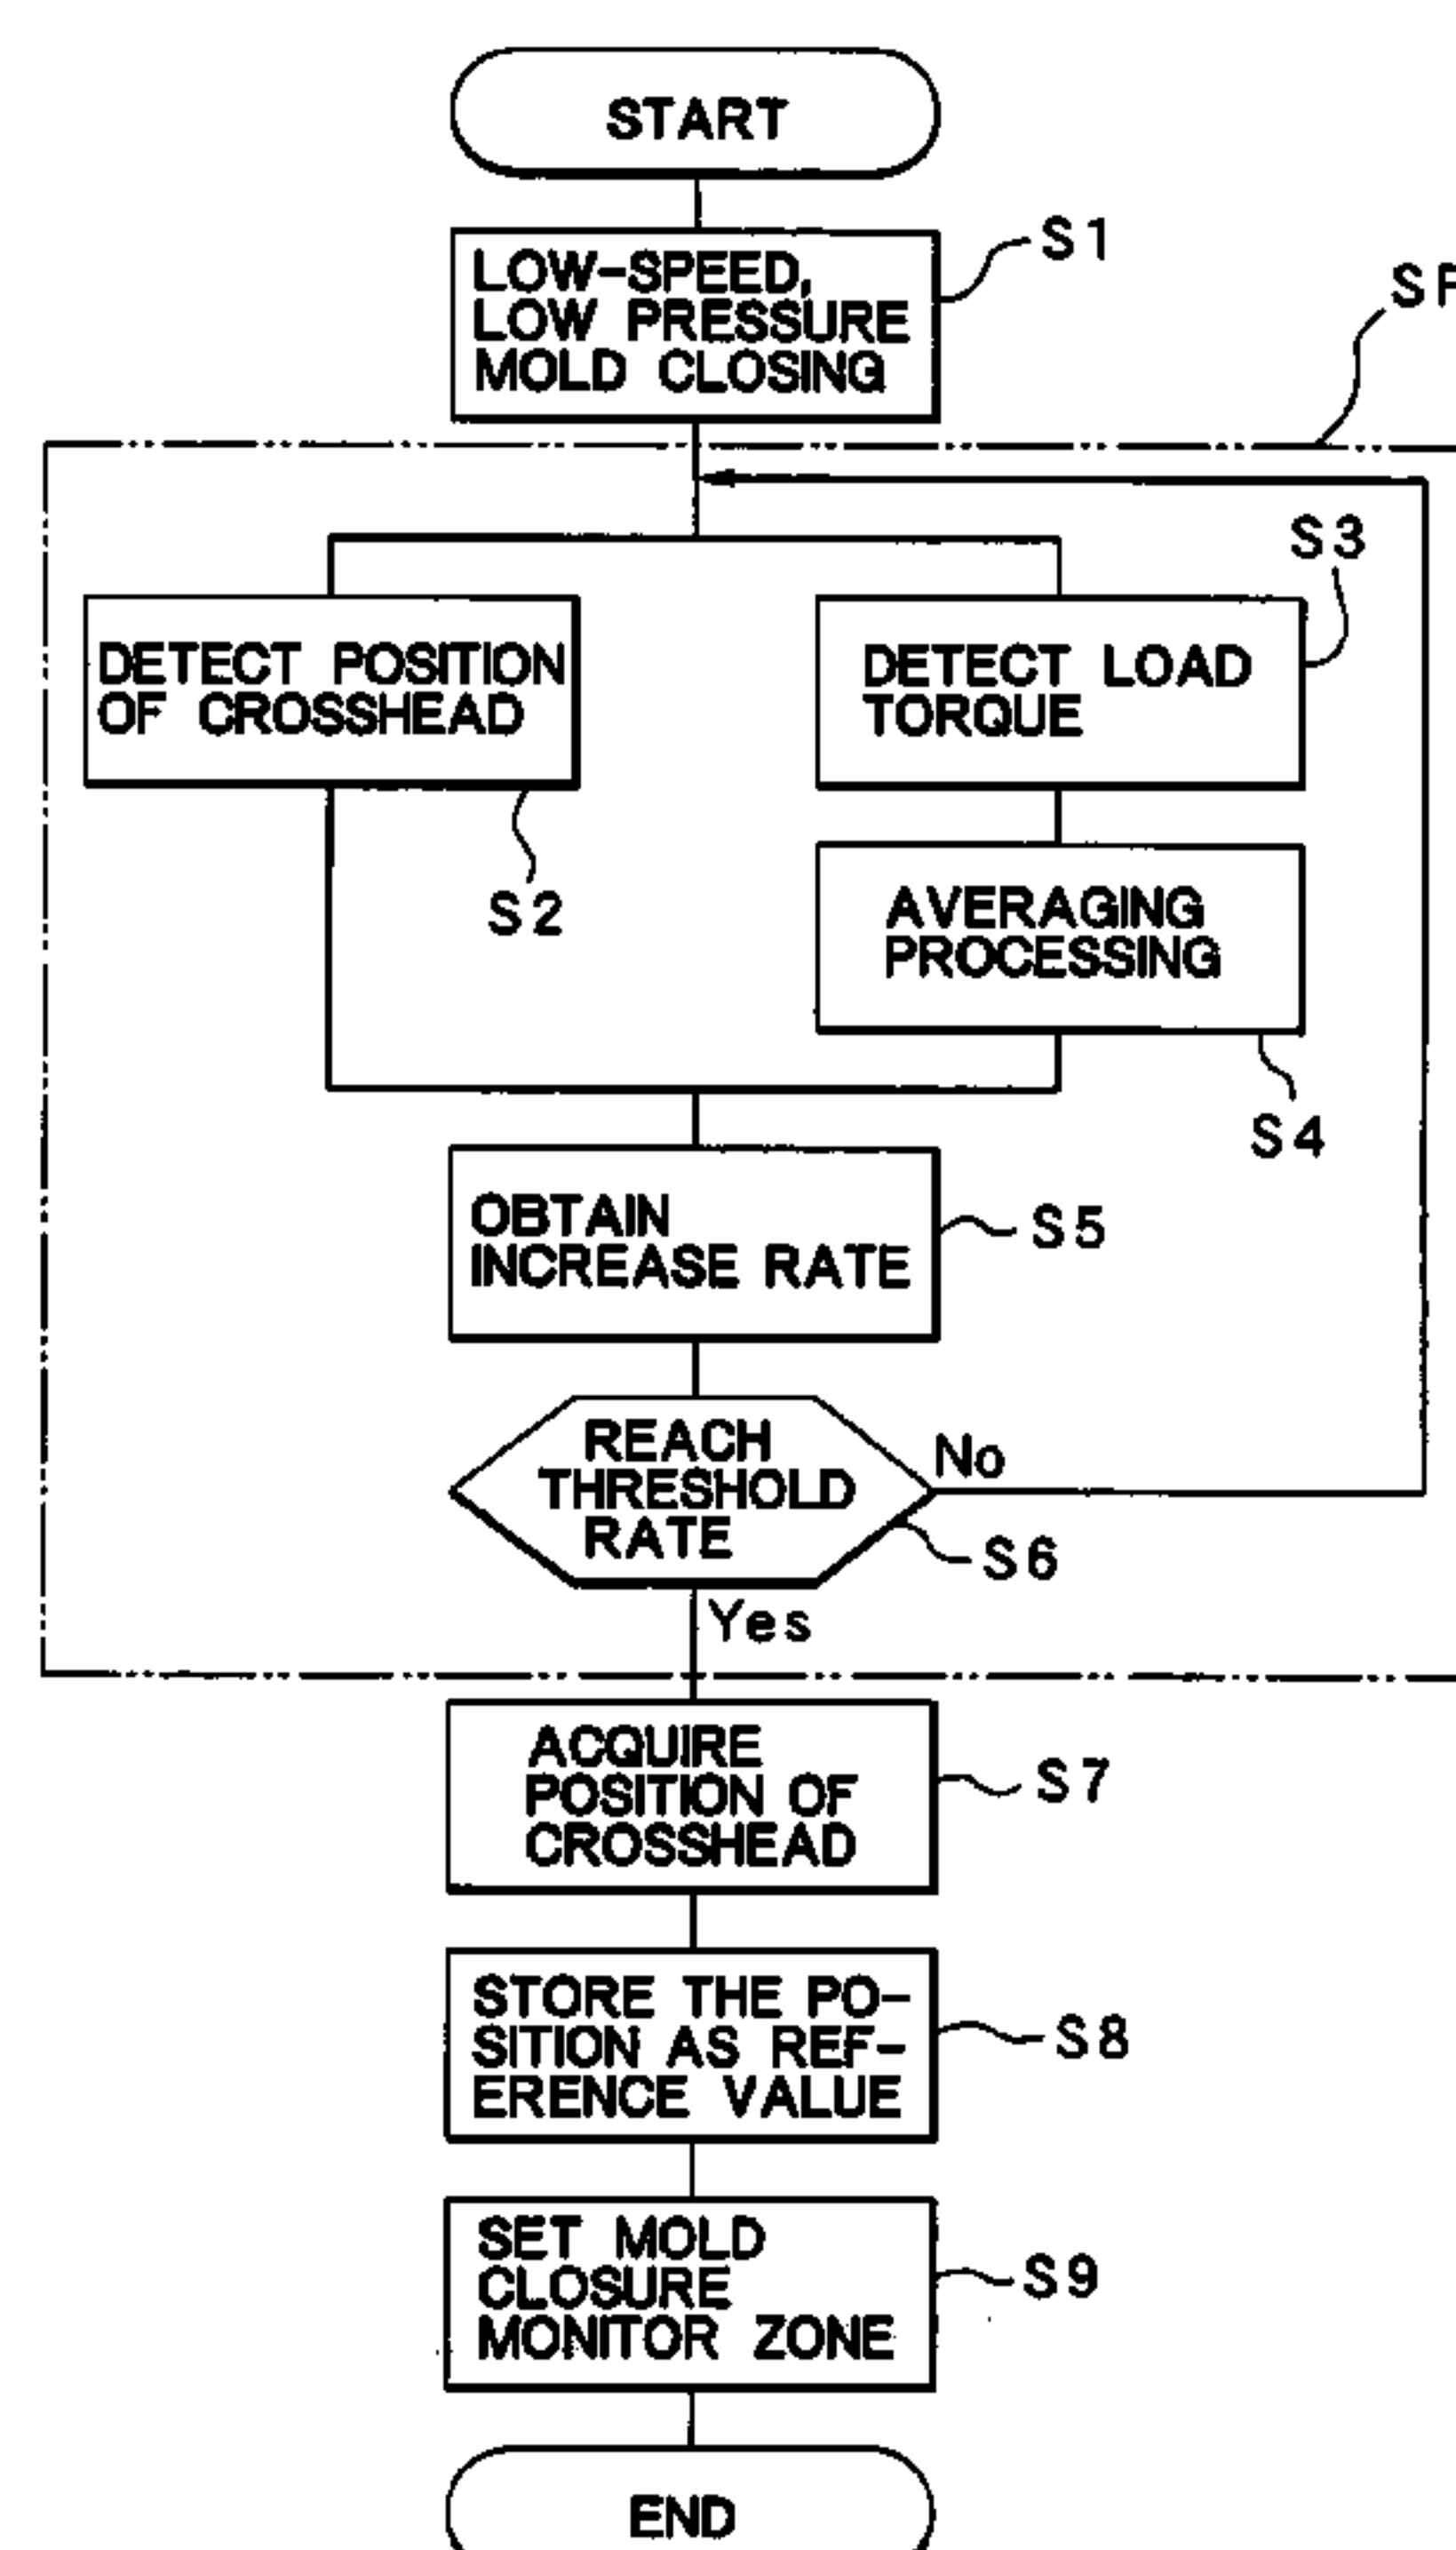 START
LOW-SPEED,
LOW PRESSURE
MOLD CLOSING
S1
DETECT POSITION
OF CROSSHEAD
S2
DETECT LOAD
TORQUE
S3
AVERAGING
PROCESSING
S4
OBTAIN
INCREASE RATE
S5
REACH
THRESHOLD
RATE
No
S6
Yes
ACQUIRE
POSITION OF
CROSSHEAD
S7
STORE THE PO-
SITION AS REF-
ERENCE VALUE
S8
SET MOLD
CLOSURE
MONITOR ZONE
S9
END